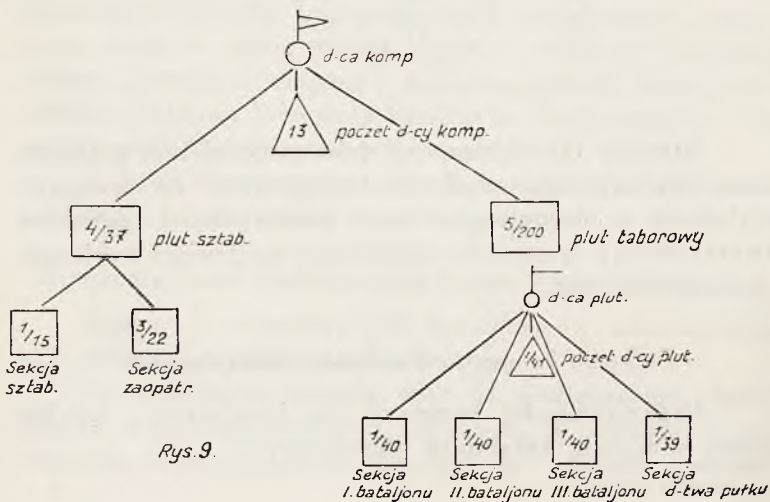 d-ca komp
13 poczet d-cy komp.
4/37 plut sztab.
5/200 plut taborowy
d-ca plut.
1/15
3/22
1/41 poczet d-cy plut.
Sekcja
sztab.
Sekcja
zaopatr.
1/40
1/40
1/40
1/39
Rys.9.
Sekcja
I. bataljonu
Sekcja
II. bataljonu
Sekcja
III. bataljonu
Sekcja
d-twa pułku